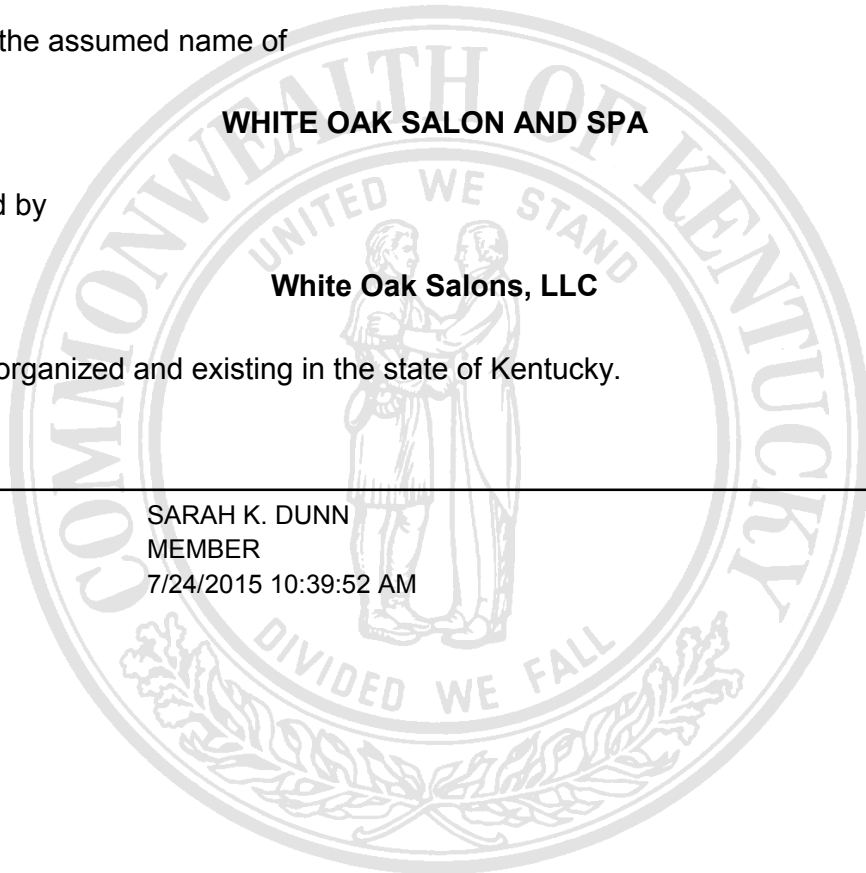 the assumed name of
WHITE OAK SALON AND SPA
d by
White Oak Salons, LLC
organized and existing in the state of Kentucky.
SARAH K. DUNN
MEMBER
7/24/2015 10:39:52 AM
COMMONWEALTH OF KENTUCKY
UNITED WE STAND
DIVIDED WE FALL